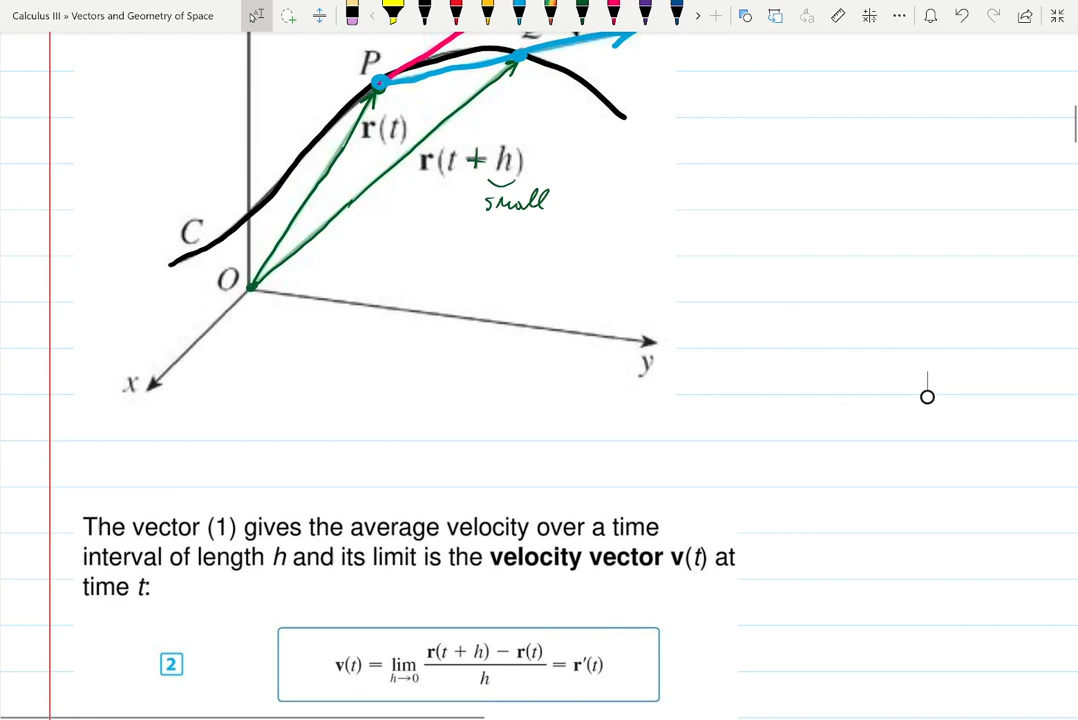 Calculus III » Vectors and Geometry of Space
P
r(t)
r(t + h)
small
C
O
x
y
The vector (1) gives the average velocity over a time
interval of length h and its limit is the velocity vector v(t) at
time t:
2
v(t) = lim h→0 r(t + h) − r(t) / h = r′(t)